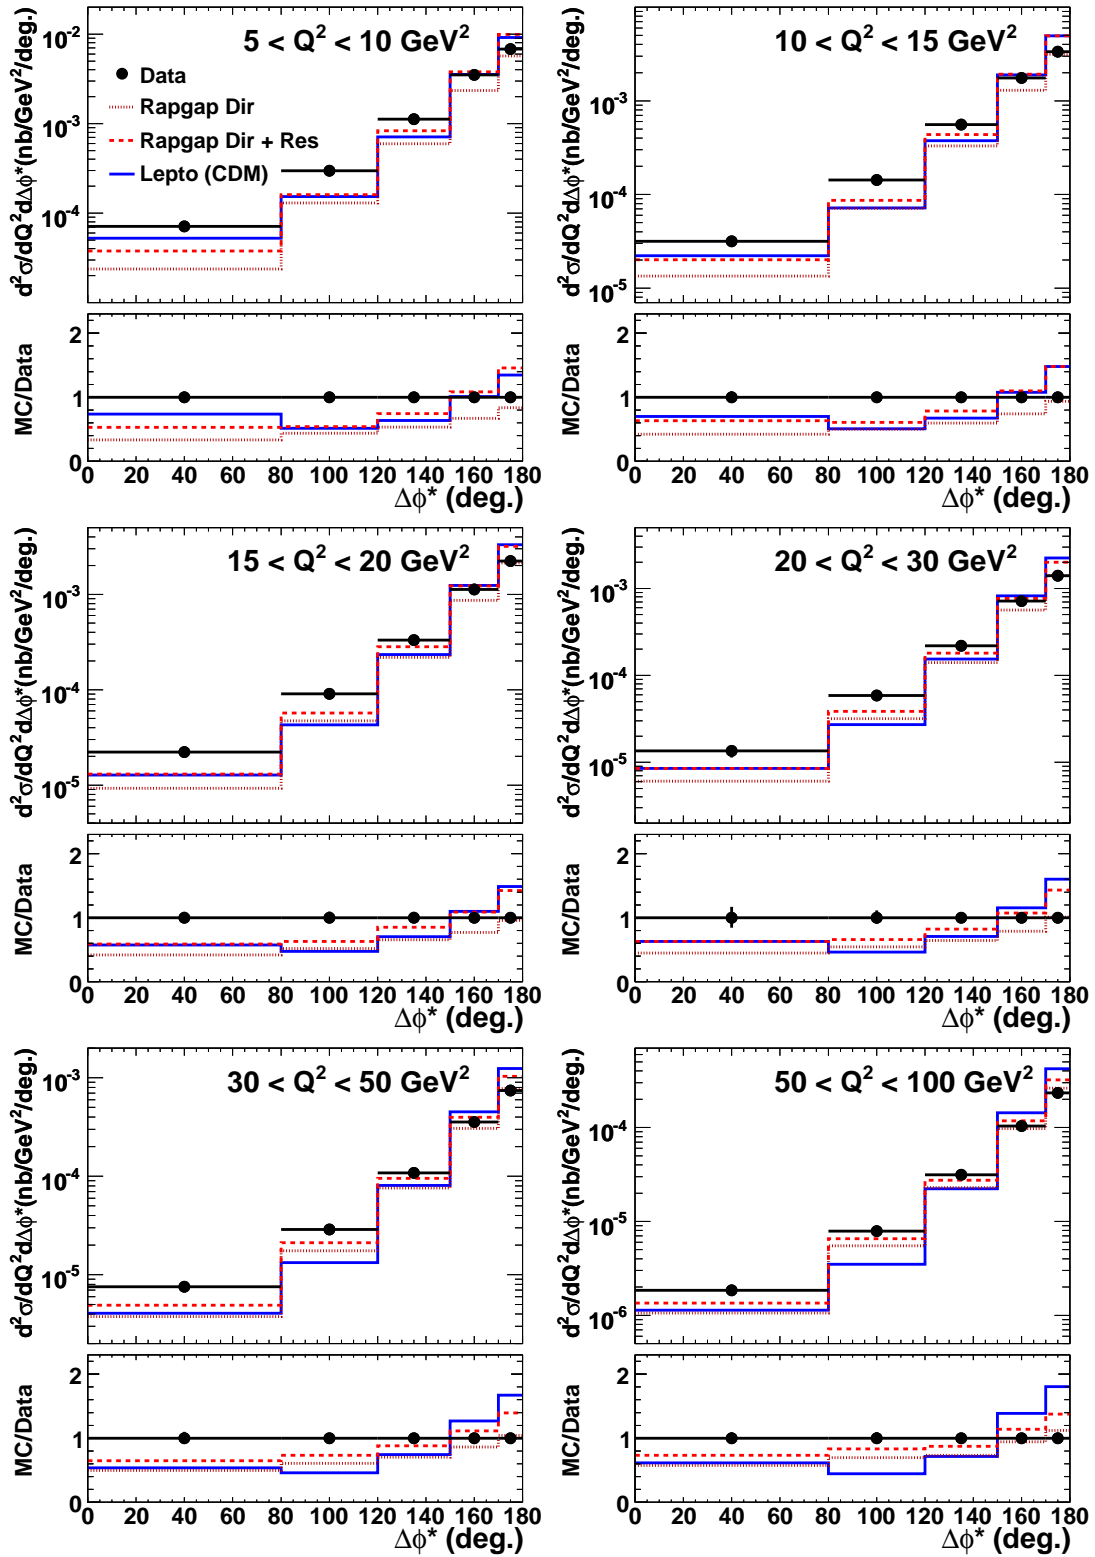 5 < Q² < 10 GeV²
d²σ/dQ²dΔϕ*(nb/GeV²/deg.)
10⁻²
10⁻³
10⁻⁴
Data
Rapgap Dir
Rapgap Dir + Res
Lepto (CDM)
MC/Data
2
1
0
0 20 40 60 80 100 120 140 160 180
Δϕ* (deg.)
10 < Q² < 15 GeV²
d²σ/dQ²dΔϕ*(nb/GeV²/deg.)
10⁻³
10⁻⁴
10⁻⁵
MC/Data
2
1
0
0 20 40 60 80 100 120 140 160 180
Δϕ* (deg.)
15 < Q² < 20 GeV²
d²σ/dQ²dΔϕ*(nb/GeV²/deg.)
10⁻³
10⁻⁴
10⁻⁵
MC/Data
2
1
0
0 20 40 60 80 100 120 140 160 180
Δϕ* (deg.)
20 < Q² < 30 GeV²
d²σ/dQ²dΔϕ*(nb/GeV²/deg.)
10⁻³
10⁻⁴
10⁻⁵
MC/Data
2
1
0
0 20 40 60 80 100 120 140 160 180
Δϕ* (deg.)
30 < Q² < 50 GeV²
d²σ/dQ²dΔϕ*(nb/GeV²/deg.)
10⁻³
10⁻⁴
10⁻⁵
MC/Data
2
1
0
0 20 40 60 80 100 120 140 160 180
Δϕ* (deg.)
50 < Q² < 100 GeV²
d²σ/dQ²dΔϕ*(nb/GeV²/deg.)
10⁻⁴
10⁻⁵
10⁻⁶
MC/Data
2
1
0
0 20 40 60 80 100 120 140 160 180
Δϕ* (deg.)